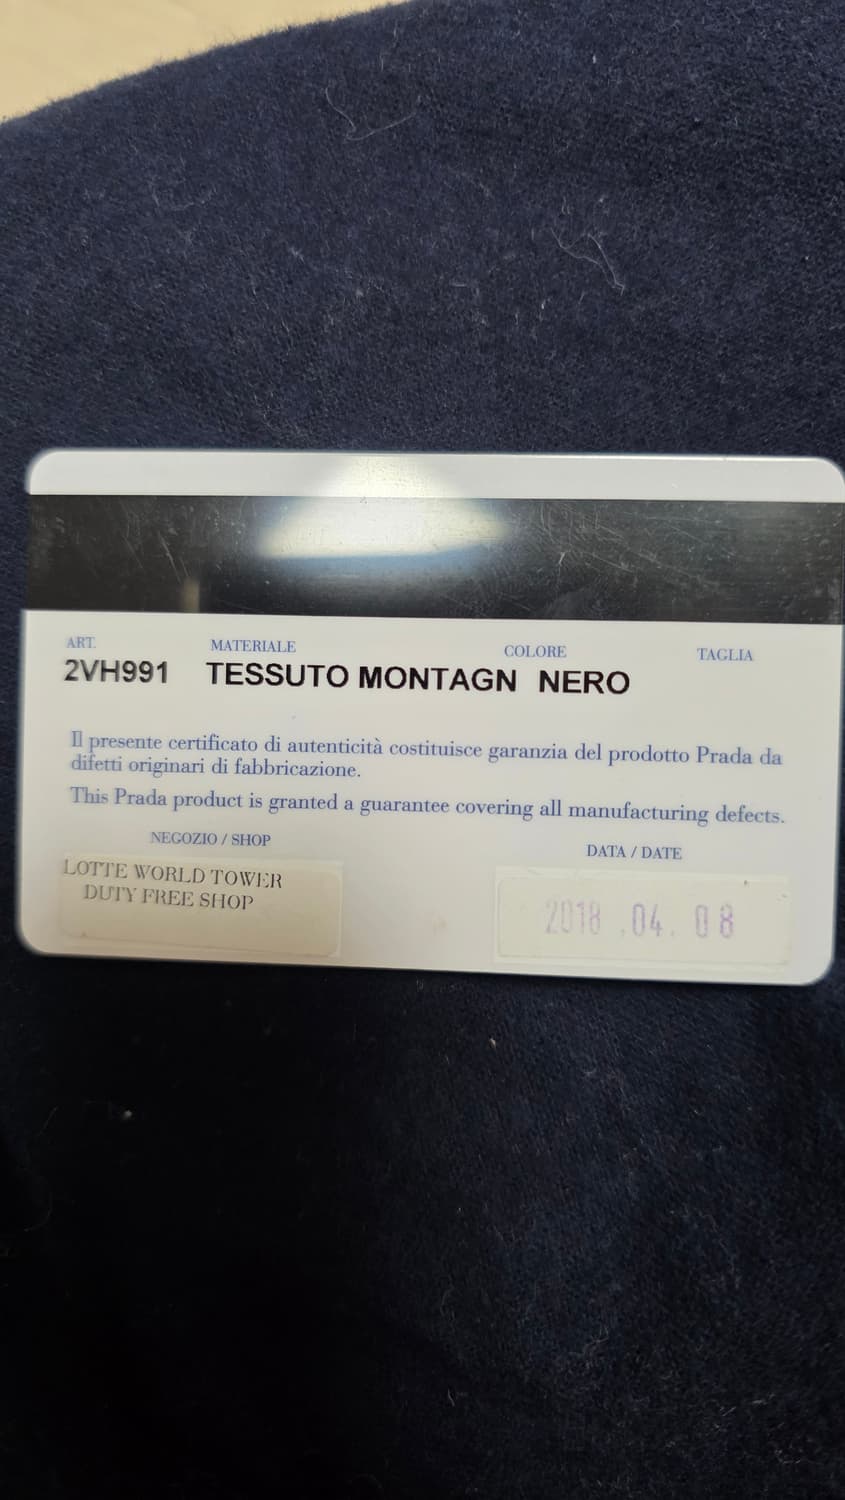 ART. MATERIALE COLORE TAGLIA
2VH991 TESSUTO MONTAGN NERO
Il presente certificato di autenticità costituisce garanzia del prodotto Prada da
difetti originari di fabbricazione.
This Prada product is granted a guarantee covering all manufacturing defects.
NEGOZIO / SHOP DATA / DATE
LOTTE WORLD TOWER
DUTY FREE SHOP
2018 .04. 08